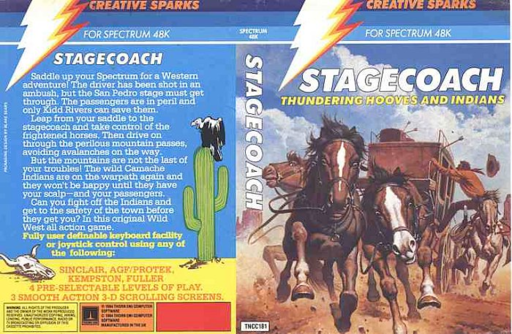 CREATIVE SPARKS
FOR SPECTRUM 48K
STAGECOACH
Saddle up your Spectrum for a Western
adventure! The driver has been shot in an
ambush, but the San Pedro stage must get
through. The passengers are in peril and
only Kidd Rivers can save them.
Leap from your saddle to the
stagecoach and take control of the
frightened horses. Then drive on
through the perilous mountain passes,
avoiding avalanches on the way.
But the mountains are not the last of
your troubles! The wild Camache
Indians are on the warpath again and
they won't be happy until they have
your scalp—and your passengers.
Can you fight off the Indians and
get to the safety of the town before
they get you? In this original Wild
West all action game.
Fully user definable keyboard facility
or joystick control using any of
the following:
SINCLAIR, AGF/PROTEK,
KEMPSTON, FULLER
4 PRE-SELECTABLE LEVELS OF PLAY.
3 SMOOTH ACTION 3-D SCROLLING SCREENS.
SPECTRUM
48K
STAGECOACH
TNCC181
CREATIVE SPARKS
FOR SPECTRUM 48K
STAGECOACH
THUNDERING HOOVES AND INDIANS